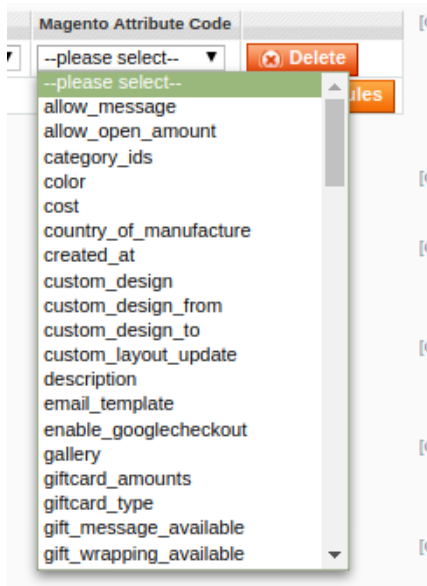 Magento Attribute Code
--please select--
Delete
--please select--
ules
allow_message
allow_open_amount
category_ids
color
cost
country_of_manufacture
created_at
custom_design
custom_design_from
custom_design_to
custom_layout_update
description
email_template
enable_googlecheckout
gallery
giftcard_amounts
giftcard_type
gift_message_available
gift_wrapping_available